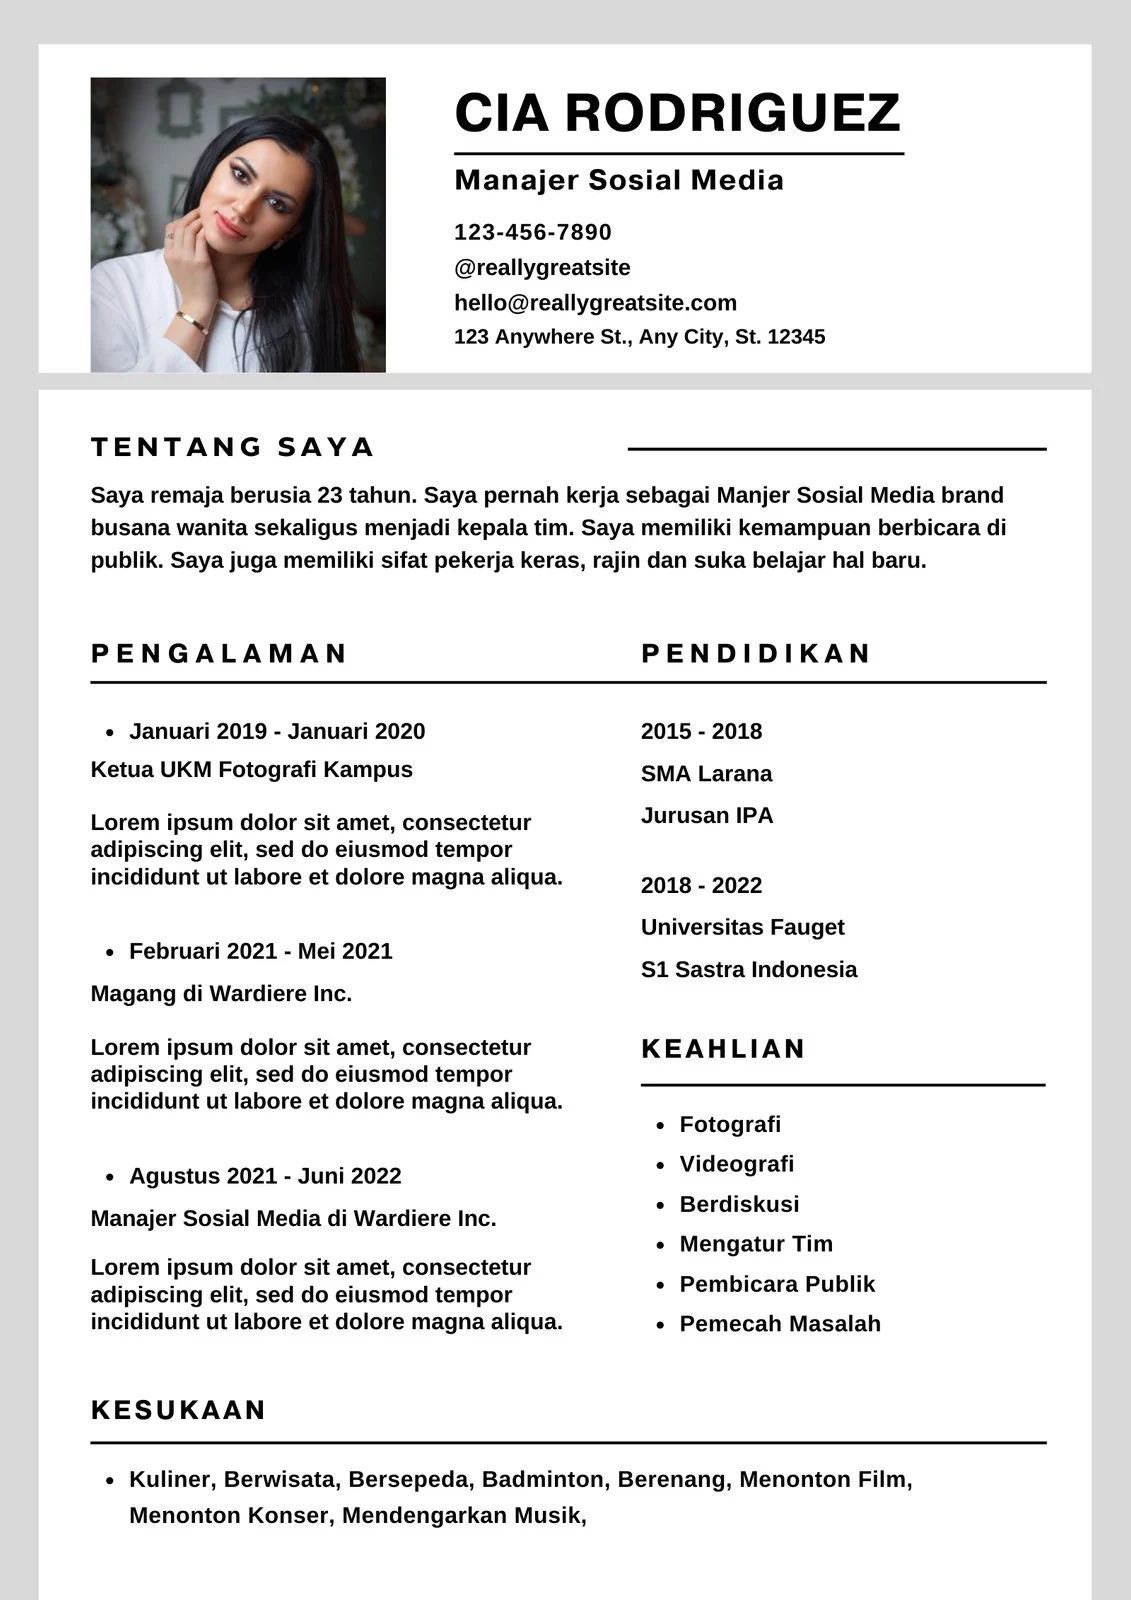 CIA RODRIGUEZ
Manajer Sosial Media
123-456-7890
@reallygreatsite
hello@reallygreatsite.com
123 Anywhere St., Any City, St. 12345
TENTANG SAYA
Saya remaja berusia 23 tahun. Saya pernah kerja sebagai Manjer Sosial Media brand
busana wanita sekaligus menjadi kepala tim. Saya memiliki kemampuan berbicara di
publik. Saya juga memiliki sifat pekerja keras, rajin dan suka belajar hal baru.
PENGALAMAN
• Januari 2019 - Januari 2020
Ketua UKM Fotografi Kampus
Lorem ipsum dolor sit amet, consectetur
adipiscing elit, sed do eiusmod tempor
incididunt ut labore et dolore magna aliqua.
• Februari 2021 - Mei 2021
Magang di Wardiere Inc.
Lorem ipsum dolor sit amet, consectetur
adipiscing elit, sed do eiusmod tempor
incididunt ut labore et dolore magna aliqua.
• Agustus 2021 - Juni 2022
Manajer Sosial Media di Wardiere Inc.
Lorem ipsum dolor sit amet, consectetur
adipiscing elit, sed do eiusmod tempor
incididunt ut labore et dolore magna aliqua.
PENDIDIKAN
2015 - 2018
SMA Larana
Jurusan IPA
2018 - 2022
Universitas Fauget
S1 Sastra Indonesia
KEAHLIAN
• Fotografi
• Videografi
• Berdiskusi
• Mengatur Tim
• Pembicara Publik
• Pemecah Masalah
KESUKAAN
• Kuliner, Berwisata, Bersepeda, Badminton, Berenang, Menonton Film,
Menonton Konser, Mendengarkan Musik,